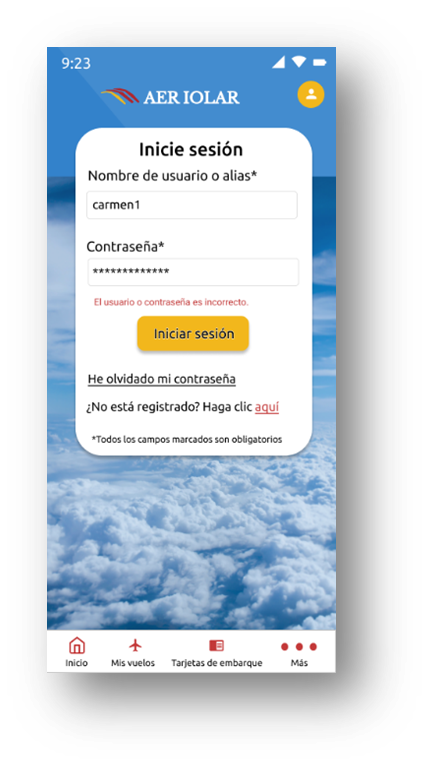 9:23
AER IOLAR
Inicie sesión
Nombre de usuario o alias*
carmen1
Contraseña*
*************
El usuario o contraseña es incorrecto.
Iniciar sesión
He olvidado mi contraseña
¿No está registrado? Haga clic aquí
*Todos los campos marcados son obligatorios
Inicio Mis vuelos Tarjetas de embarque Más